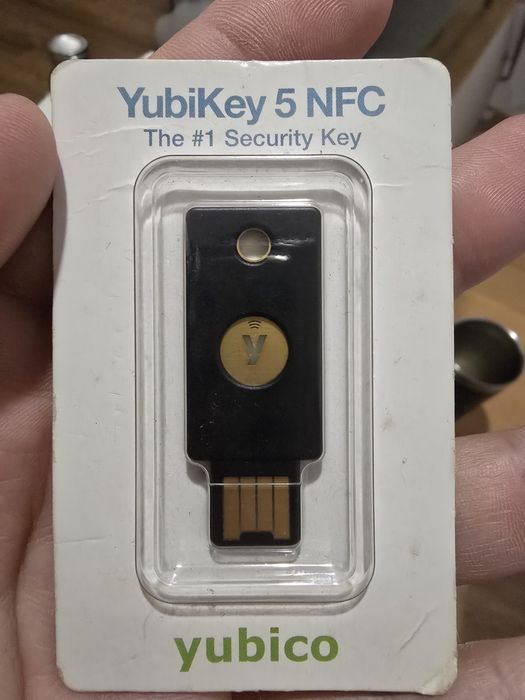 YubiKey 5 NFC
The #1 Security Key
y
yubico